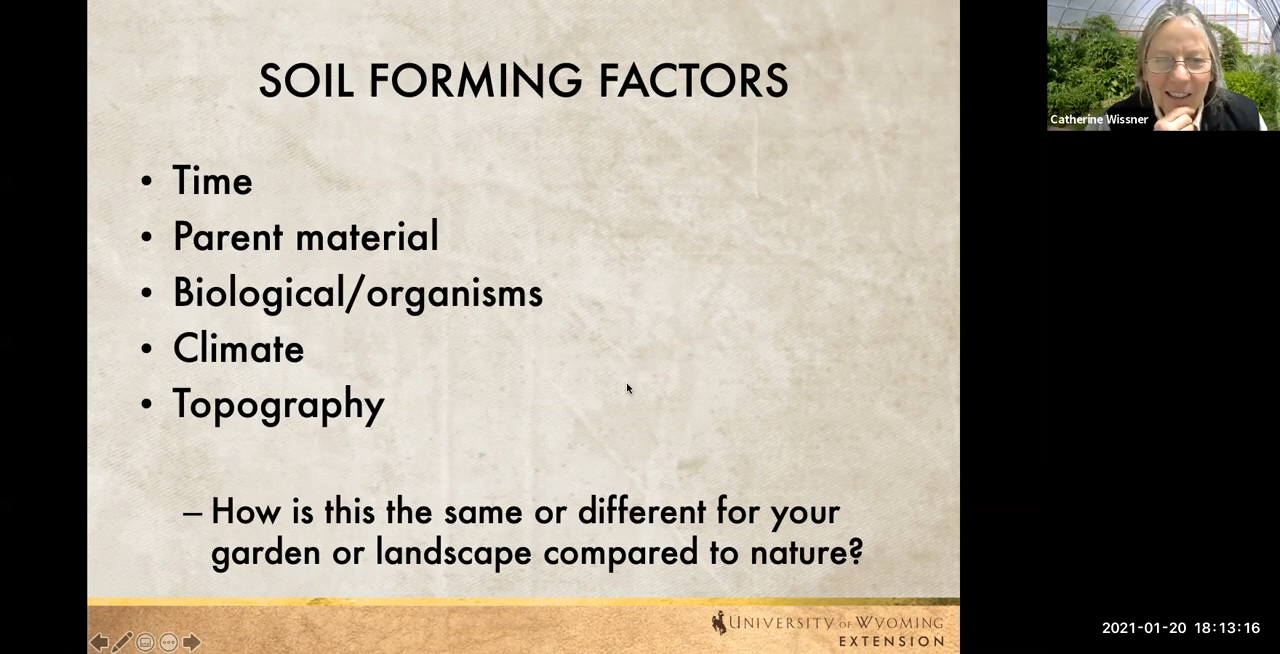 SOIL FORMING FACTORS
• Time
• Parent material
• Biological/organisms
• Climate
• Topography
– How is this the same or different for your
garden or landscape compared to nature?
UNIVERSITY OF WYOMING
EXTENSION
Catherine Wissner
2021-01-20 18:13:16